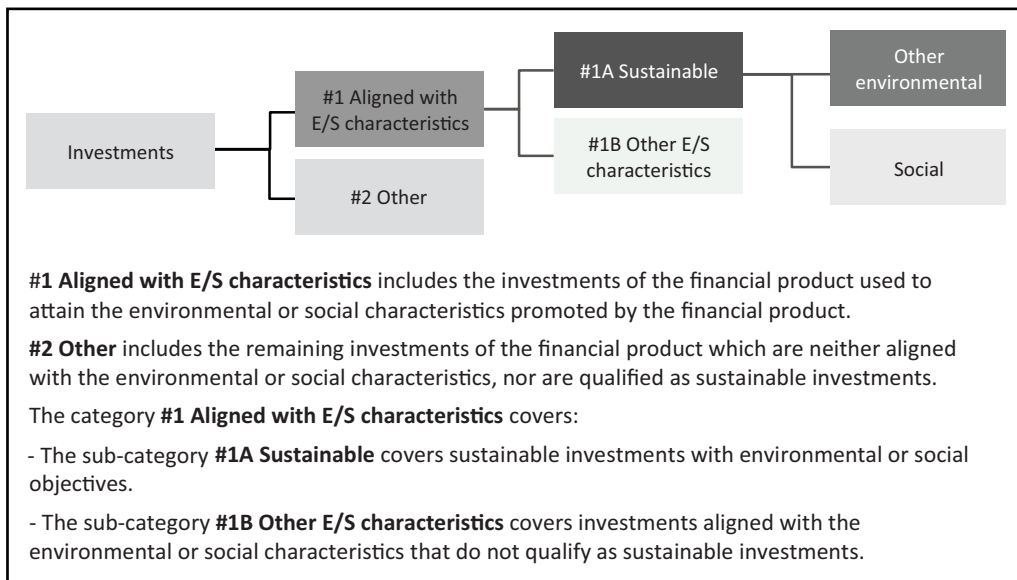 Investments
#1 Aligned with
E/S characteristics
#2 Other
#1A Sustainable
#1B Other E/S
characteristics
Other
environmental
Social
#1 Aligned with E/S characteristics includes the investments of the financial product used to
attain the environmental or social characteristics promoted by the financial product.
#2 Other includes the remaining investments of the financial product which are neither aligned
with the environmental or social characteristics, nor are qualified as sustainable investments.
The category #1 Aligned with E/S characteristics covers:
- The sub-category #1A Sustainable covers sustainable investments with environmental or social
objectives.
- The sub-category #1B Other E/S characteristics covers investments aligned with the
environmental or social characteristics that do not qualify as sustainable investments.